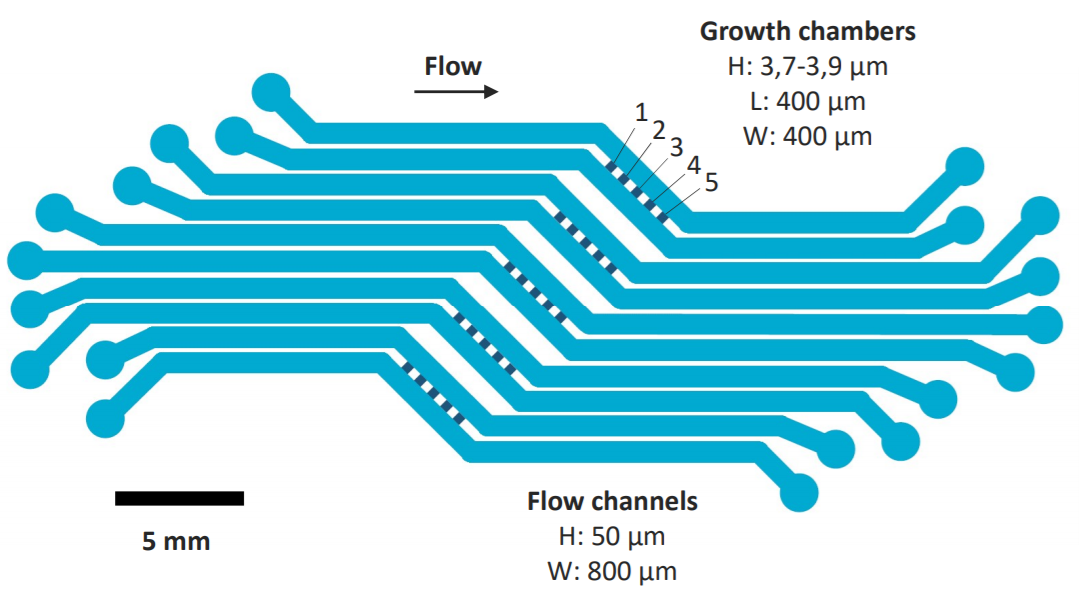 Growth chambers
H: 3,7-3,9 µm
L: 400 µm
W: 400 µm
Flow
1
2
3
4
5
5 mm
Flow channels
H: 50 µm
W: 800 µm